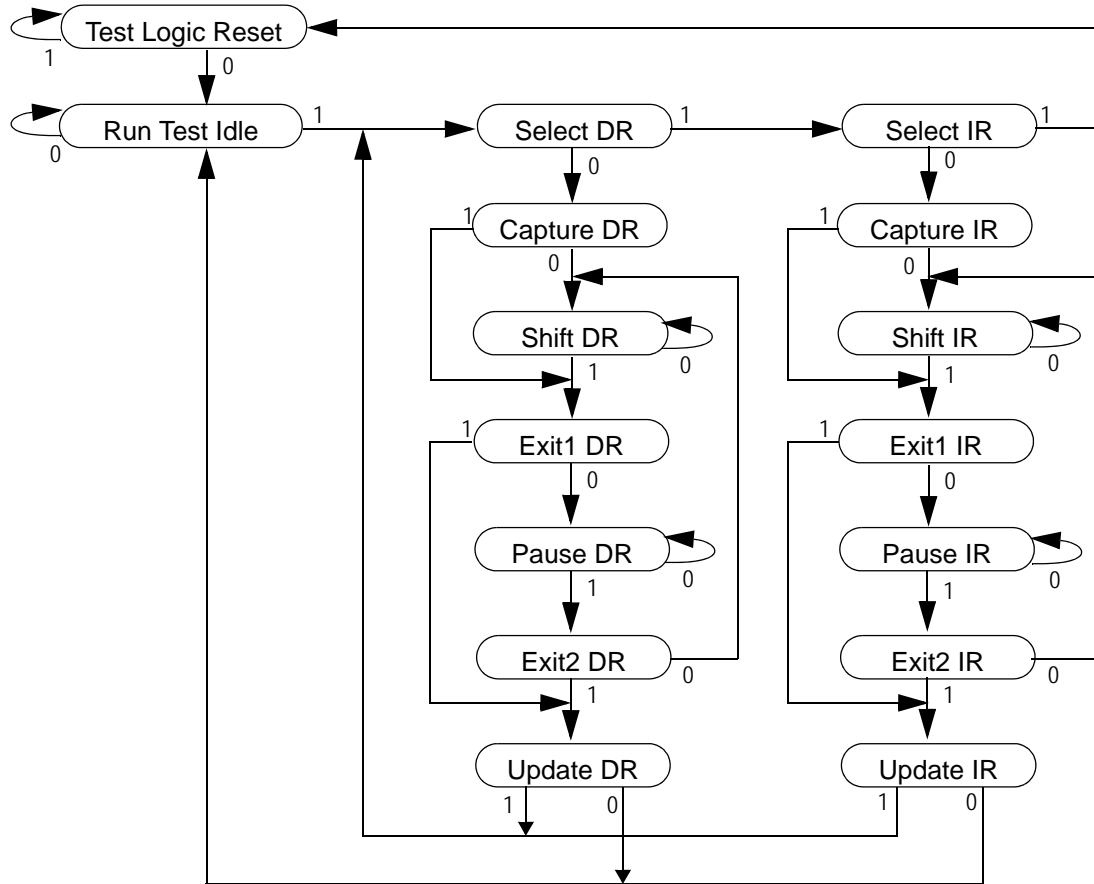 Test Logic Reset
1
0
Run Test Idle
1
0
Select DR
1
0
Select IR
1
0
1
Capture DR
0
1
Capture IR
0
Shift DR
0
1
Shift IR
0
1
1
Exit1 DR
0
1
Exit1 IR
0
Pause DR
0
1
Pause IR
0
1
Exit2 DR
0
1
Exit2 IR
0
1
Update DR
1
0
Update IR
1
0